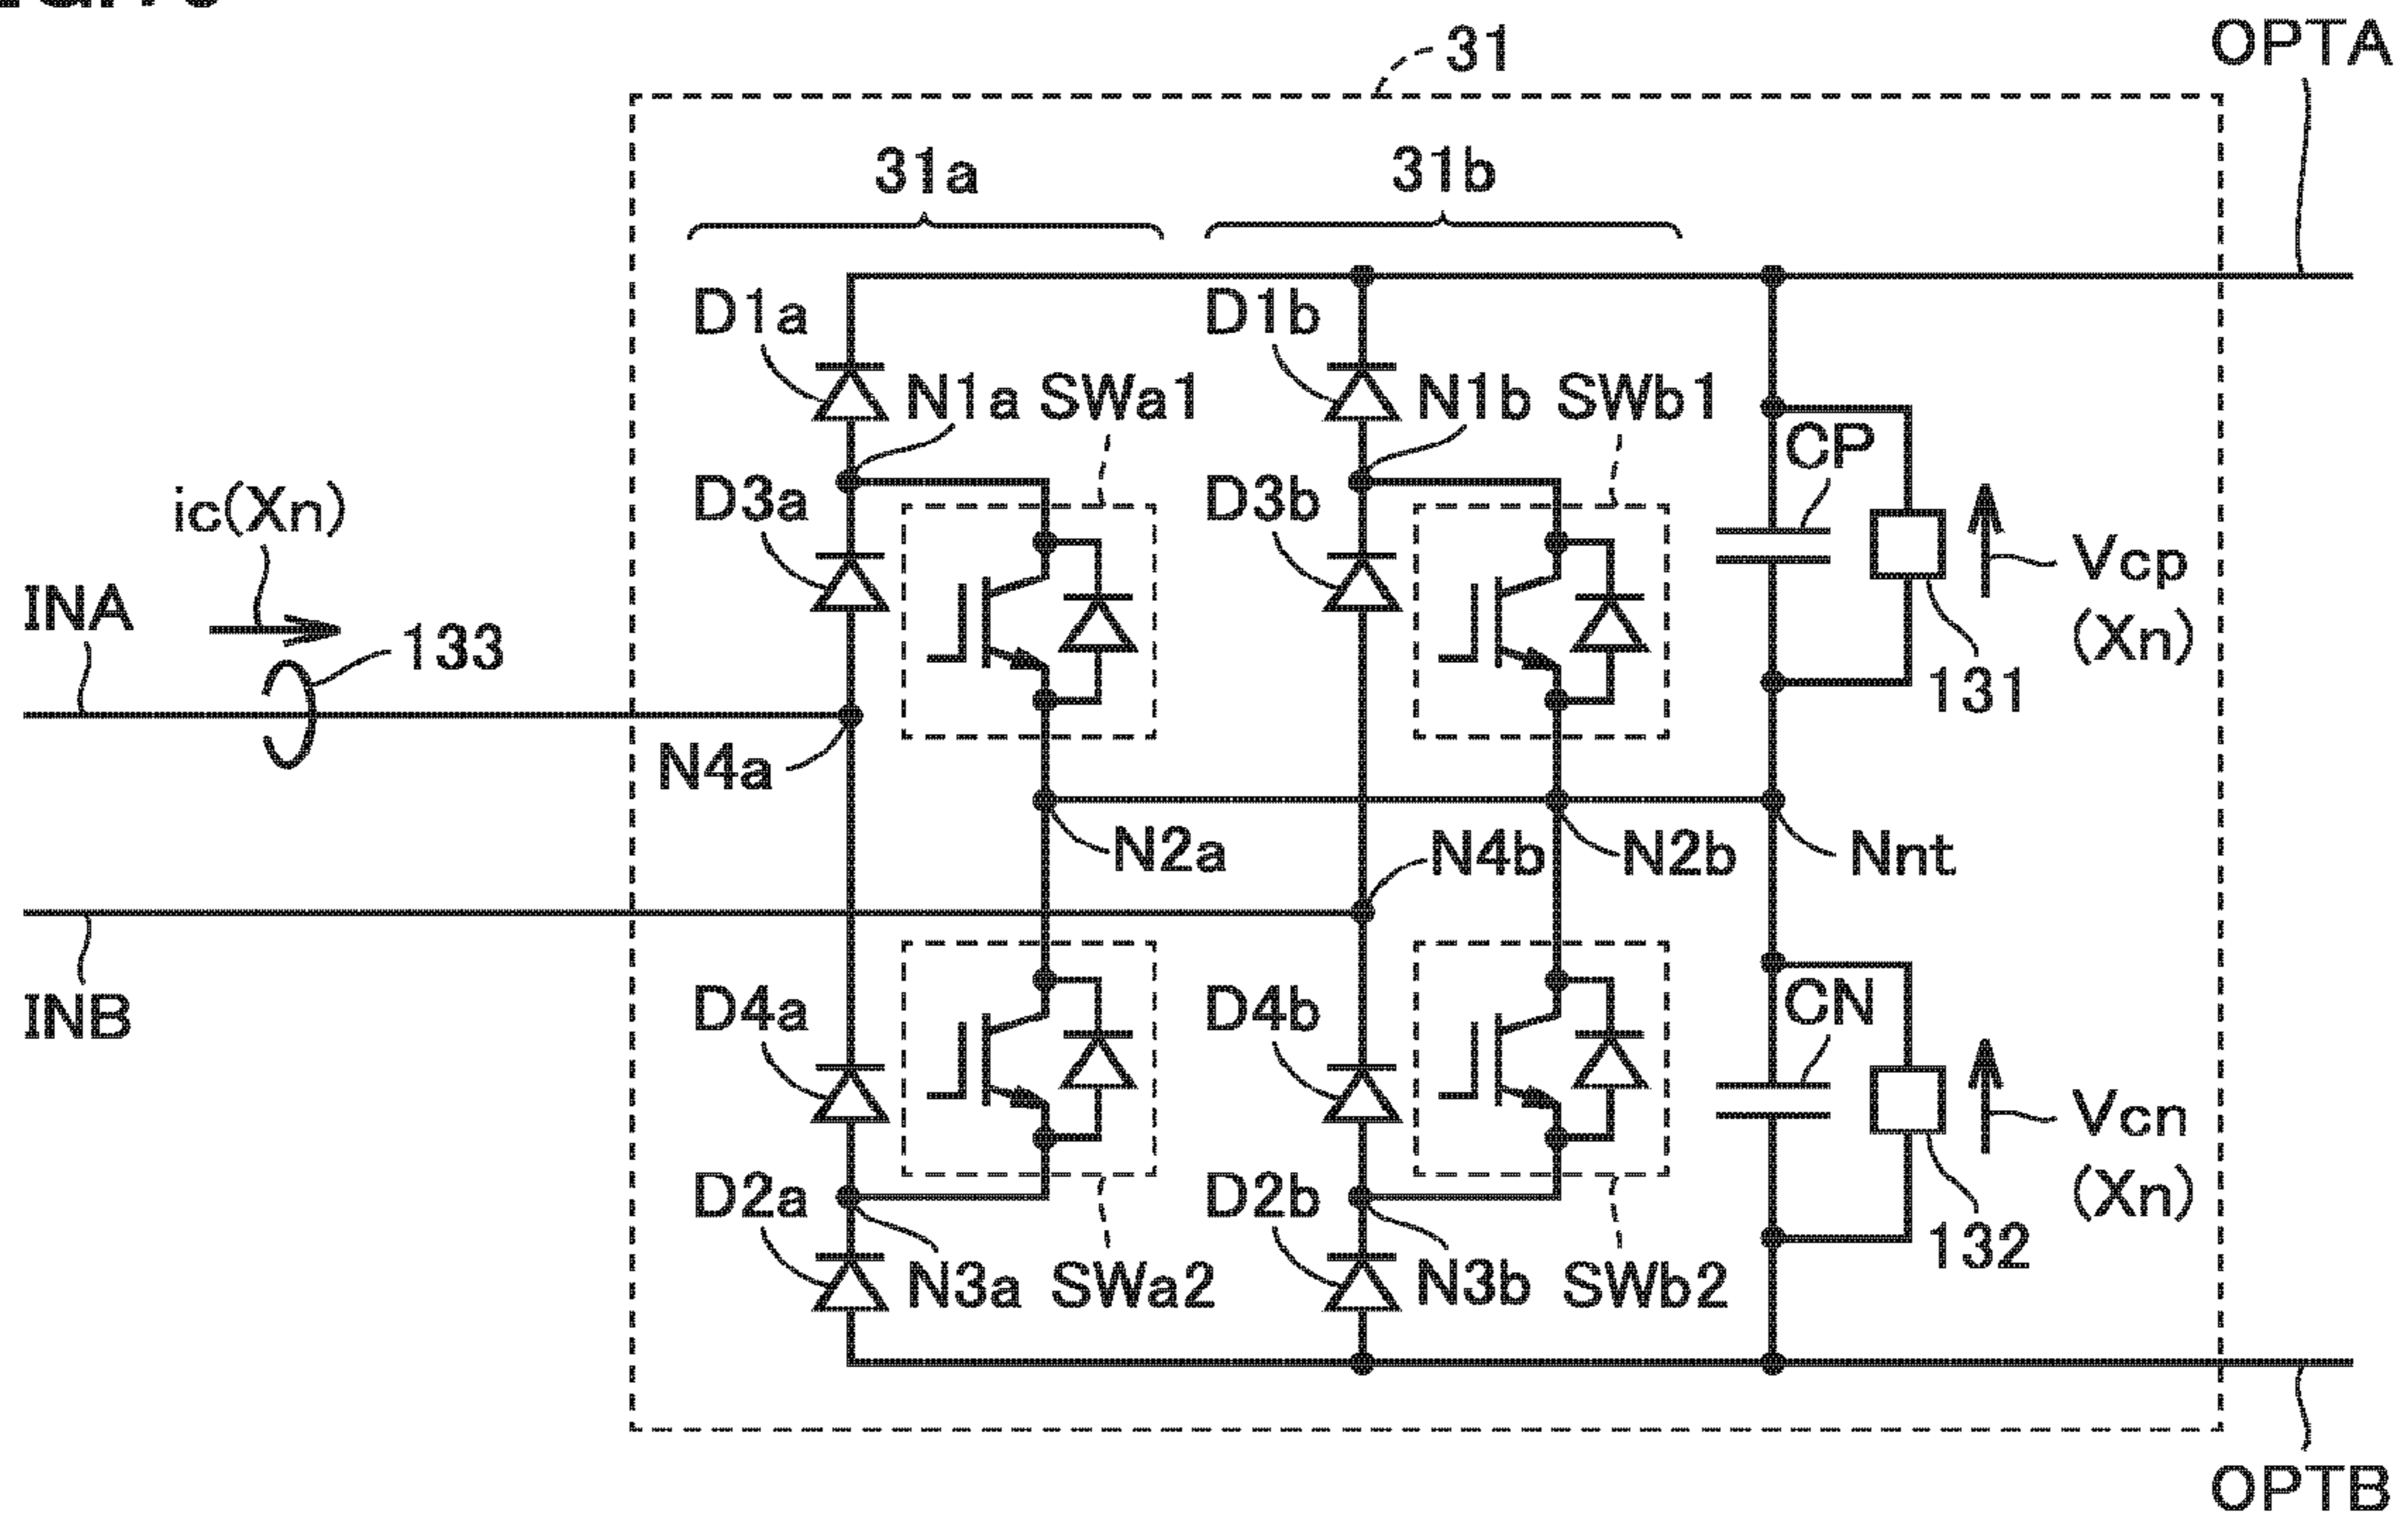 31
OPTA
31a
31b
D1a
D1b
N1a SWa1
N1b SWb1
CP
D3a
D3b
ic(Xn)
Vcp
(Xn)
INA
133
131
N4a
N2a
N4b
N2b
Nnt
INB
D4a
D4b
CN
Vcn
(Xn)
D2a
D2b
132
N3a SWa2
N3b SWb2
OPTB